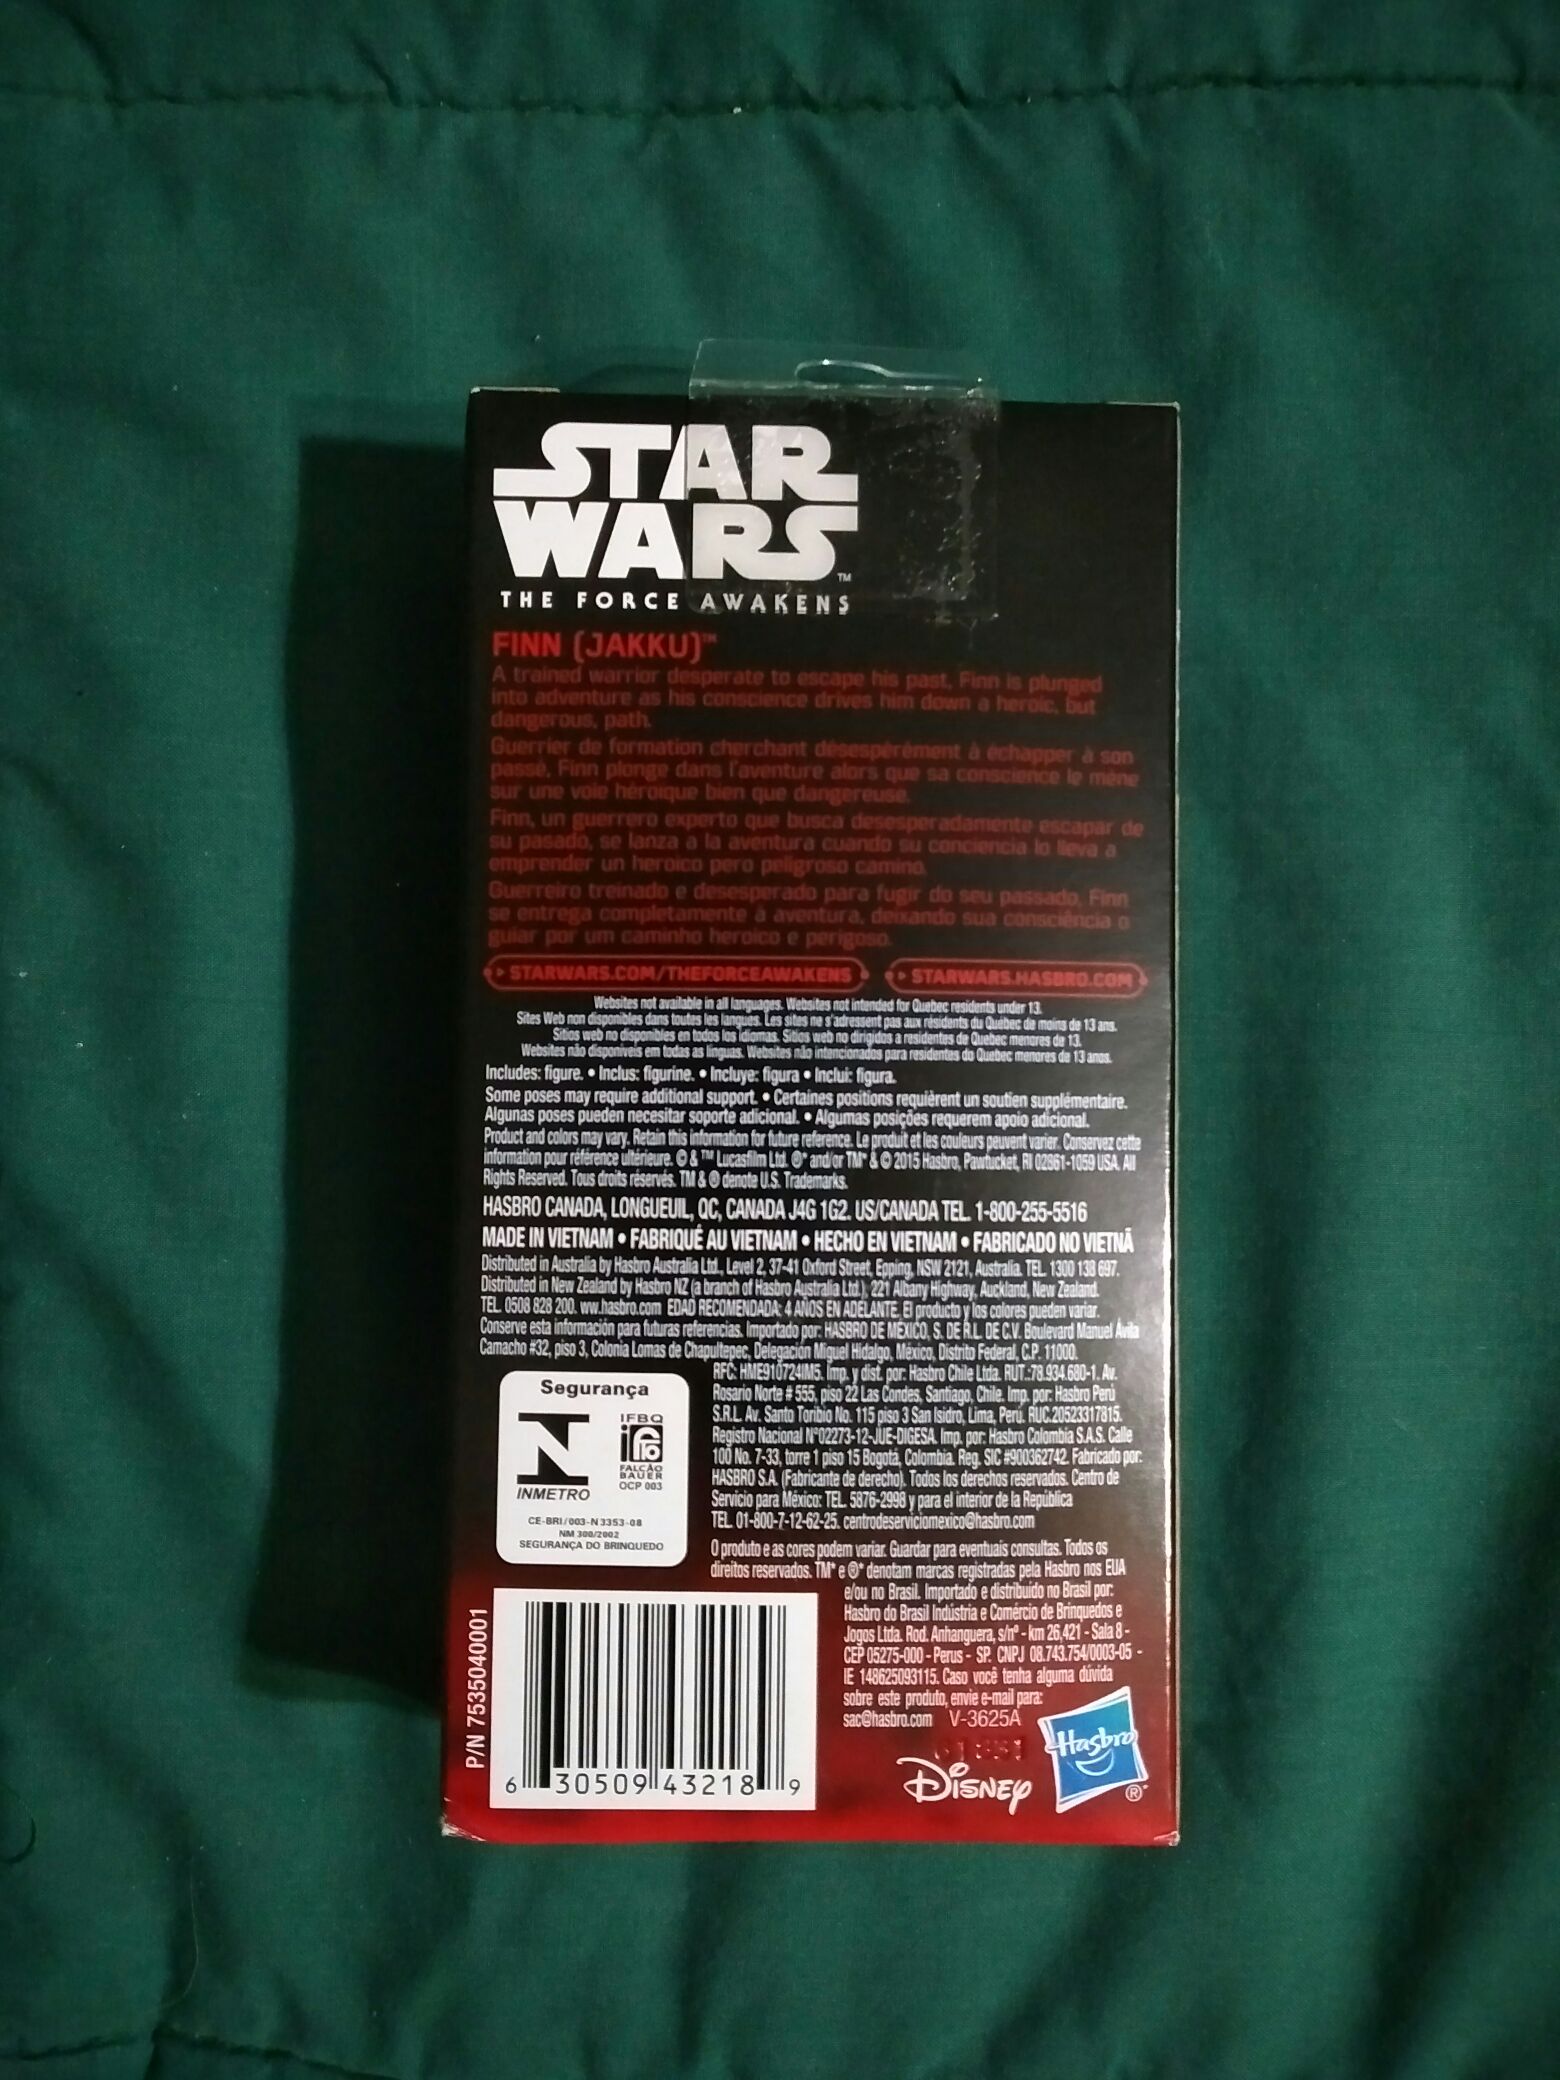 STAR
WARS™
THE FORCE AWAKENS
FINN (JAKKU)™
A trained warrior desperate to escape his past, Finn is plunged
into adventure as his conscience drives him down a heroic, but
dangerous, path.
Guerrier de formation cherchant désespérément à échapper à son
passé, Finn plonge dans l'aventure alors que sa conscience le mène
sur une voie héroïque bien que dangereuse.
Finn, un guerrero experto que busca desesperadamente escapar de
su pasado, se lanza a la aventura cuando su conciencia lo lleva a
emprender un heroico pero peligroso camino.
Guerreiro treinado e desesperado para fugir do seu passado, Finn
se entrega completamente à aventura, deixando sua consciência o
guiar por um caminho heroico e perigoso.
STARWARS.COM/THEFORCEAWAKENS STARWARS.HASBRO.COM
Websites not available in all languages. Websites not intended for Quebec residents under 13.
Sites Web non disponibles dans toutes les langues. Les sites ne s'adressent pas aux résidents du Québec de moins de 13 ans.
Sitios web no disponibles en todos los idiomas. Sitios web no dirigidos a residentes de Quebec menores de 13.
Websites não disponíveis em todas as línguas. Websites não intencionados para residentes do Quebec menores de 13 anos.
Includes: figure. • Inclus: figurine. • Incluye: figura • Inclui: figura.
Some poses may require additional support. • Certaines positions requièrent un soutien supplémentaire.
Algunas poses pueden necesitar soporte adicional. • Algumas posições requerem apoio adicional.
Product and colors may vary. Retain this information for future reference. Le produit et les couleurs peuvent varier. Conservez cette
information pour référence ultérieure. © & ™ Lucasfilm Ltd. ®* and/or TM* & © 2015 Hasbro, Pawtucket, RI 02861-1059 USA. All
Rights Reserved. Tous droits réservés. TM & ® denote U.S. Trademarks.
HASBRO CANADA, LONGUEUIL, QC, CANADA J4G 1G2. US/CANADA TEL. 1-800-255-5516
MADE IN VIETNAM • FABRIQUÉ AU VIETNAM • HECHO EN VIETNAM • FABRICADO NO VIETNÃ
Distributed in Australia by Hasbro Australia Ltd., Level 2, 37-41 Oxford Street, Epping, NSW 2121, Australia. TEL. 1300 138 697.
Distributed in New Zealand by Hasbro NZ (a branch of Hasbro Australia Ltd.), 221 Albany Highway, Auckland, New Zealand.
TEL. 0508 828 200. ww.hasbro.com EDAD RECOMENDADA: 4 AÑOS EN ADELANTE. El producto y los colores pueden variar.
Conserve esta información para futuras referencias. Importado por: HASBRO DE MÉXICO, S. DE R.L. DE C.V. Boulevard Manuel Ávila
Camacho #32, piso 3, Colonia Lomas de Chapultepec, Delegación Miguel Hidalgo, México, Distrito Federal, C.P. 11000.
RFC: HME910724IM5. Imp. y dist. por: Hasbro Chile Ltda. RUT.:78.934.680-1. Av.
Rosario Norte # 555, piso 22 Las Condes, Santiago, Chile. Imp. por: Hasbro Perú
S.R.L. Av. Santo Toribio No. 115 piso 3 San Isidro, Lima, Perú. RUC.20523317815.
Registro Nacional N°02273-12-JUE-DIGESA. Imp. por: Hasbro Colombia S.A.S. Calle
100 No. 7-33, torre 1 piso 15 Bogotá, Colombia. Reg. SIC #900362742. Fabricado por:
HASBRO S.A. (Fabricante de derecho). Todos los derechos reservados. Centro de
Servicio para México: TEL. 5876-2998 y para el interior de la República
TEL. 01-800-7-12-62-25. centrodeserviciomexico@hasbro.com
Segurança
INMETRO
IFBQ
FALCÃO
BAUER
OCP 003
CE-BRI/003-N 3353-08
NM 300/2002
SEGURANÇA DO BRINQUEDO
O produto e as cores podem variar. Guardar para eventuais consultas. Todos os
direitos reservados. TM* e ®* denotam marcas registradas pela Hasbro nos EUA
e/ou no Brasil. Importado e distribuído no Brasil por:
Hasbro do Brasil Indústria e Comércio de Brinquedos e
Jogos Ltda. Rod. Anhanguera, s/nº - km 26,421 - Sala 8 -
CEP 05275-000 - Perus - SP. CNPJ 08.743.754/0003-05 -
IE 148625093115. Caso você tenha alguma dúvida
sobre este produto, envie e-mail para:
sac@hasbro.com V-3625A
P/N 7535040001
6 30509 43218 9
Disney
Hasbro
®*